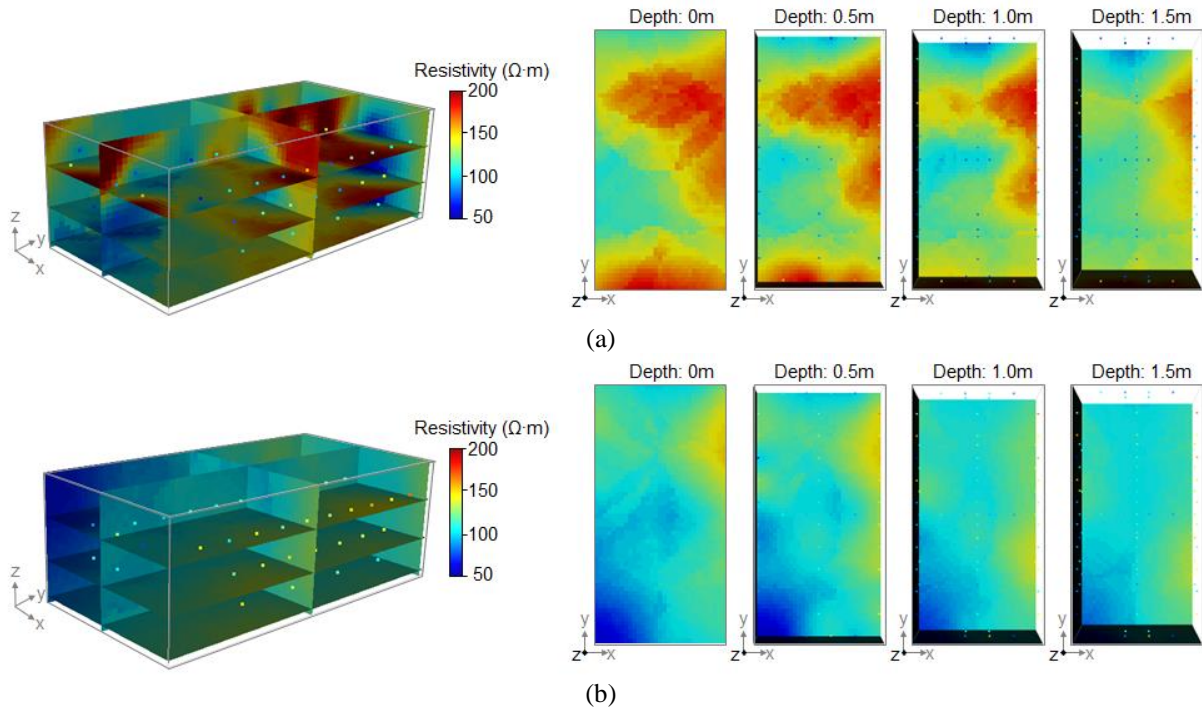 Depth: 0m Depth: 0.5m Depth: 1.0m Depth: 1.5m
Resistivity (Ω·m)
200
150
100
50
z
y
x
y
z x
y
z x
y
z x
y
z x
(a)
Depth: 0m Depth: 0.5m Depth: 1.0m Depth: 1.5m
Resistivity (Ω·m)
200
150
100
50
z
y
x
y
z x
y
z x
y
z x
y
z x
(b)